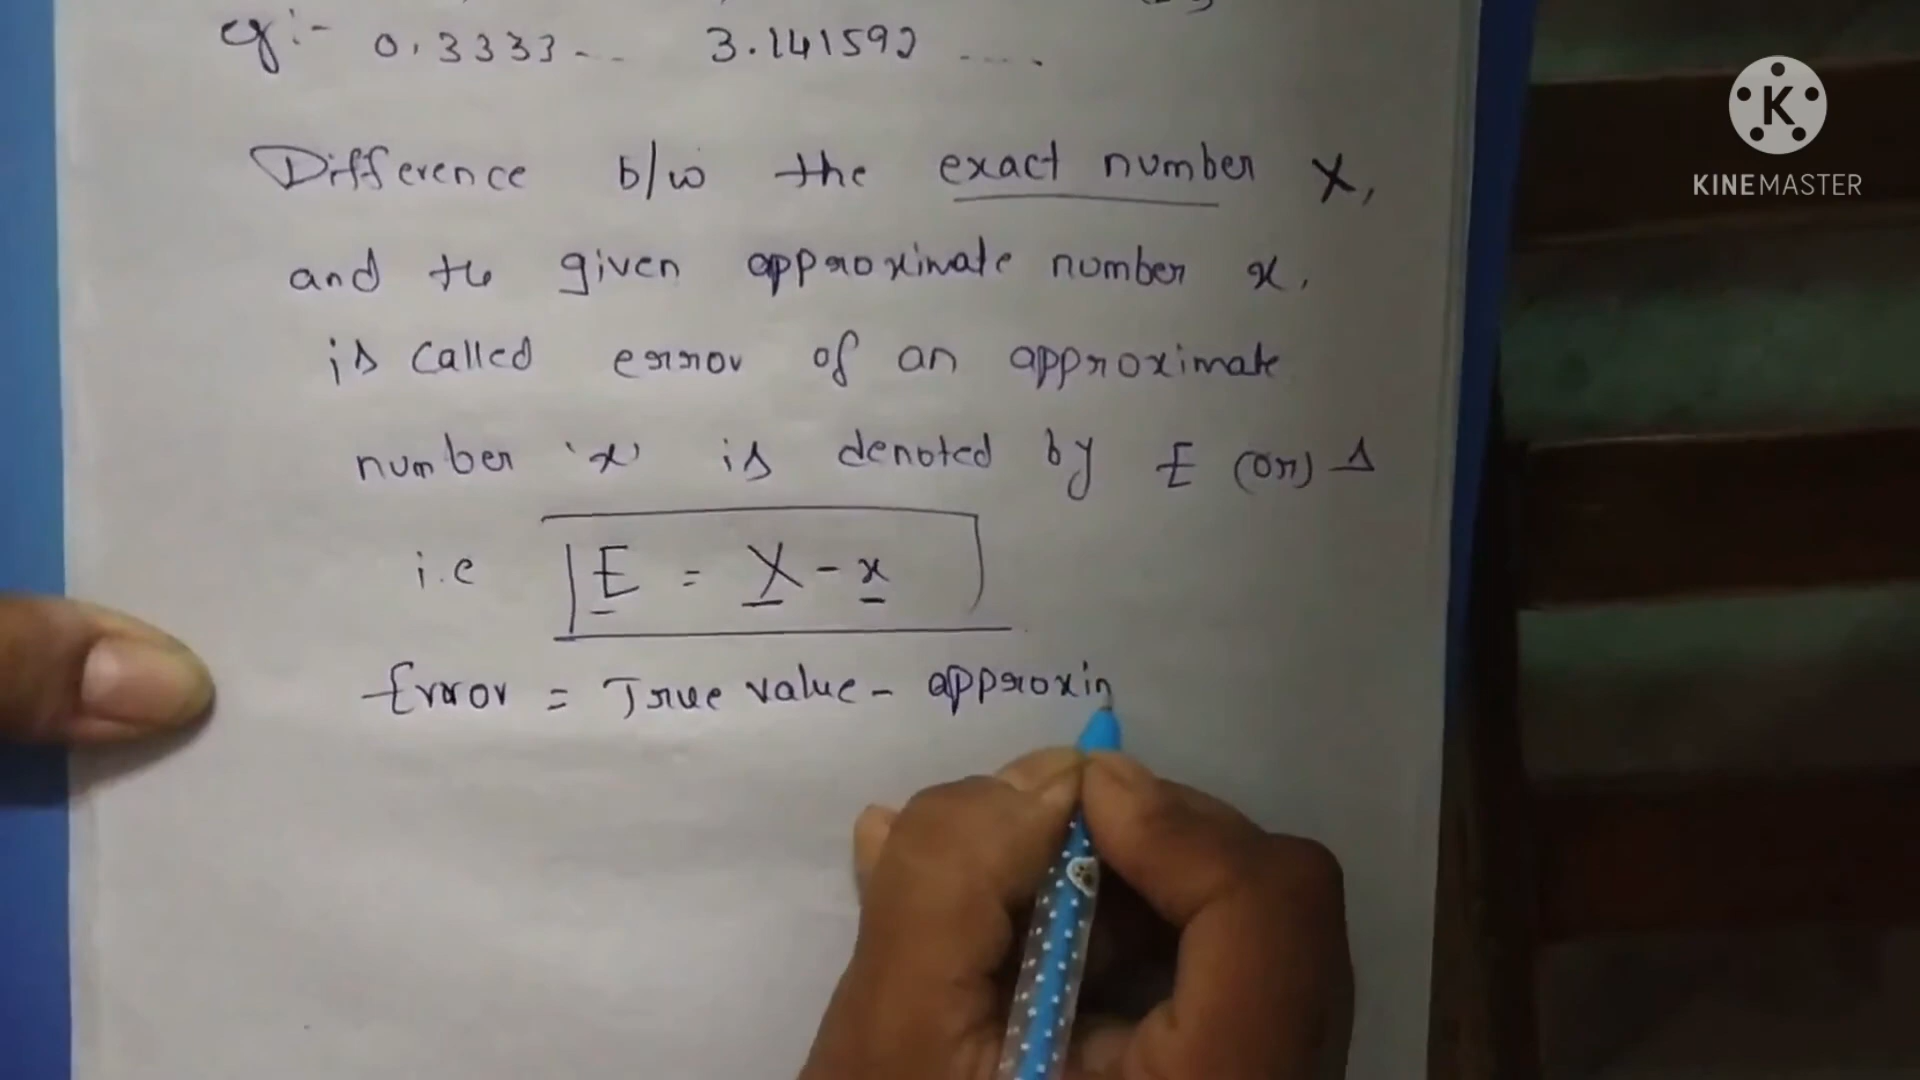 eg:- 0.3333... 3.141592 ....
Difference b/w the exact number X,
and the given approximate number x.
is called error of an approximate
number 'x' is denoted by E (or) Δ
i.e E = X - x
Error = True value - approxin
K
KINEMASTER